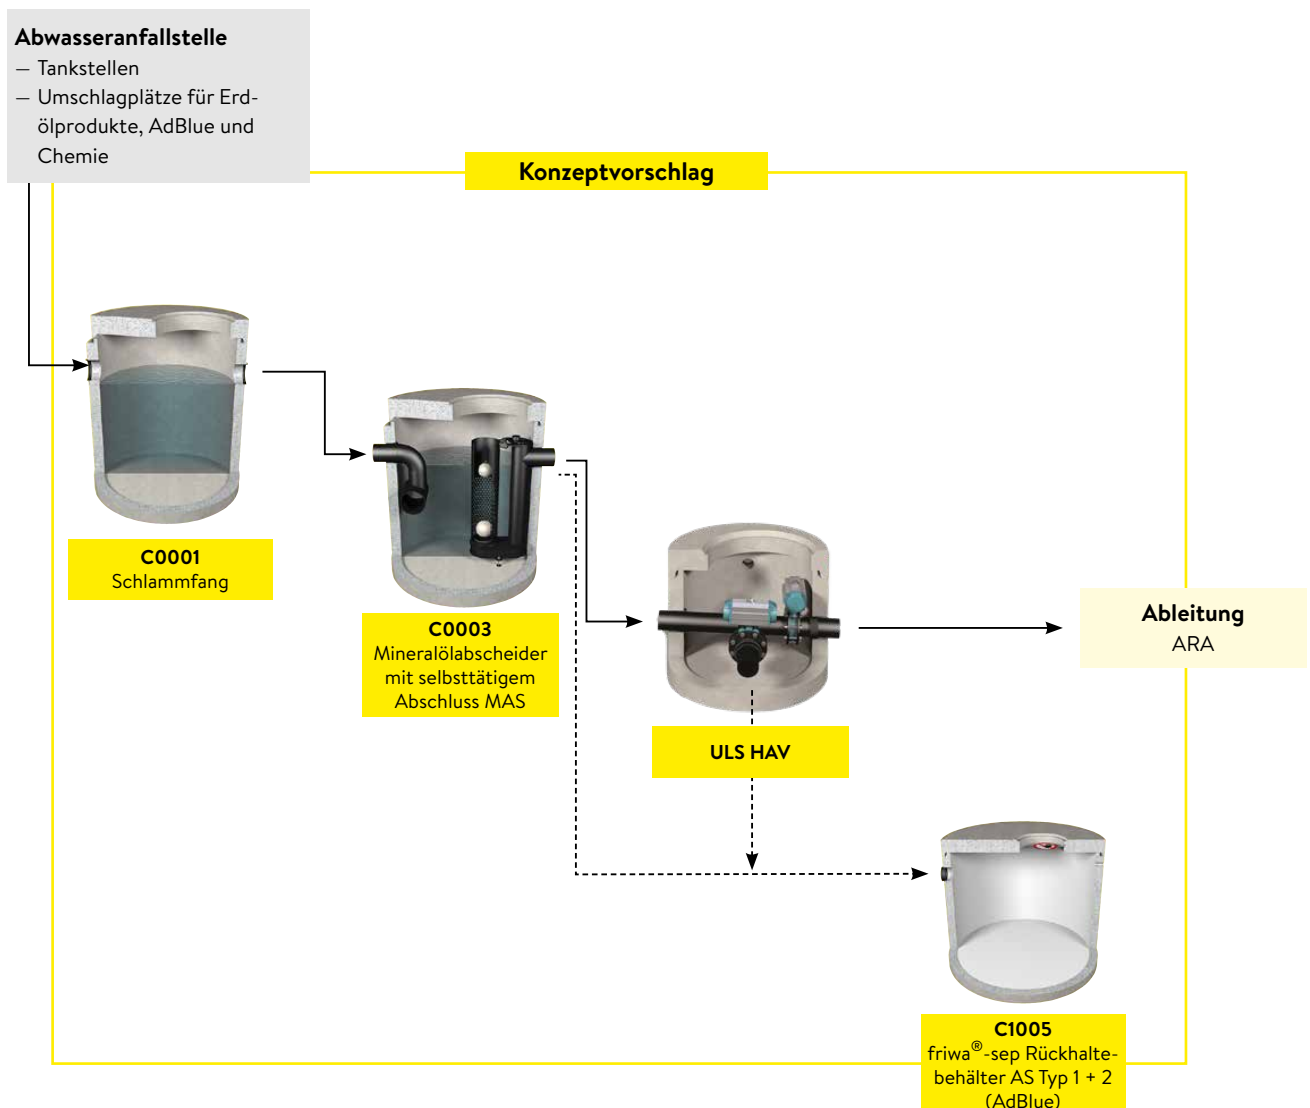 Abwasseranfallstelle
– Tankstellen
– Umschlagplätze für Erd-
ölprodukte, AdBlue und
Chemie
Konzeptvorschlag
C0001
Schlammfang
C0003
Mineralölabscheider
mit selbsttätigem
Abschluss MAS
ULS HAV
Ableitung
ARA
C1005
friwa®-sep Rückhalte-
behälter AS Typ 1 + 2
(AdBlue)